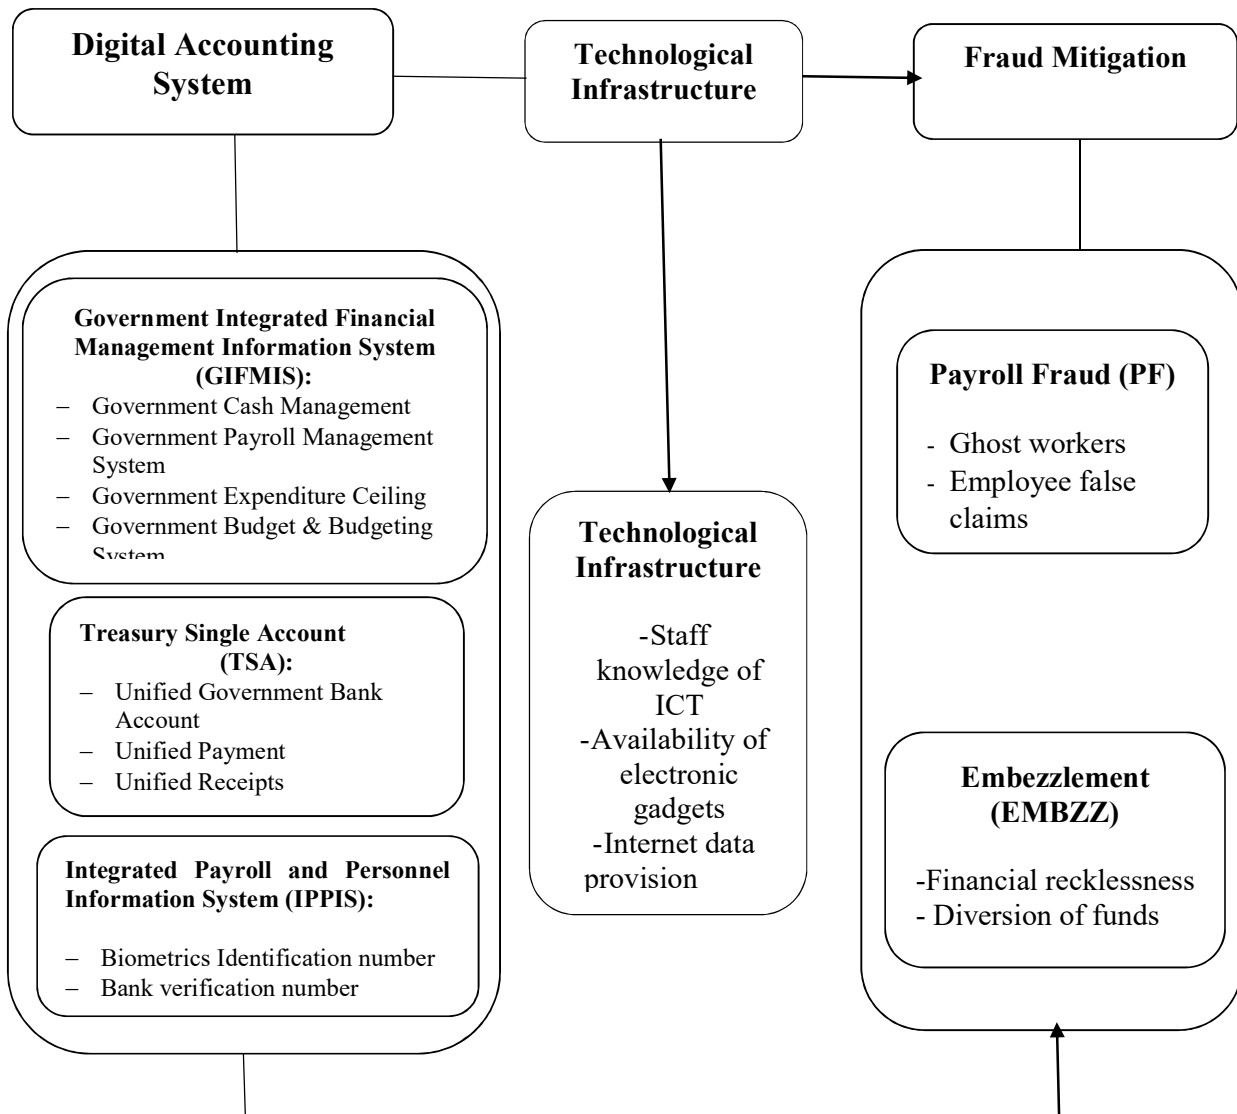 Digital Accounting
System
Technological
Infrastructure
Fraud Mitigation
Government Integrated Financial
Management Information System
(GIFMIS):
– Government Cash Management
– Government Payroll Management
System
– Government Expenditure Ceiling
– Government Budget & Budgeting
System
Treasury Single Account
(TSA):
– Unified Government Bank
Account
– Unified Payment
– Unified Receipts
Integrated Payroll and Personnel
Information System (IPPIS):
– Biometrics Identification number
– Bank verification number
Technological
Infrastructure
-Staff
knowledge of
ICT
-Availability of
electronic
gadgets
-Internet data
provision
Payroll Fraud (PF)
- Ghost workers
- Employee false
claims
Embezzlement
(EMBZZ)
-Financial recklessness
- Diversion of funds